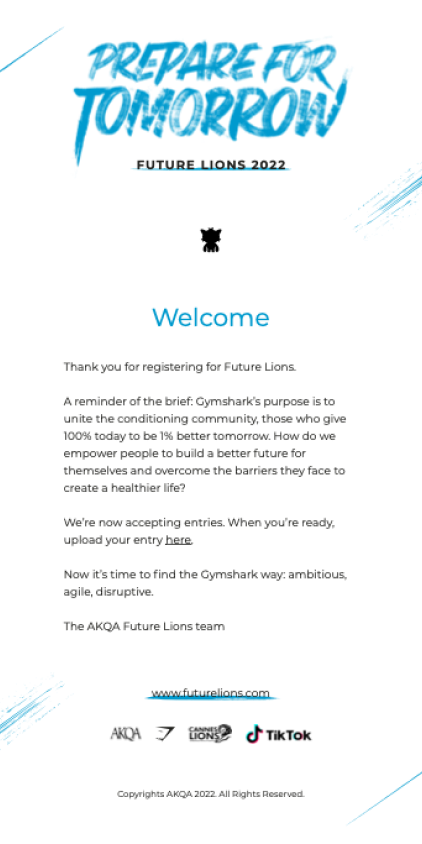 PREPARE FOR
TOMORROW
FUTURE LIONS 2022
Welcome
Thank you for registering for Future Lions.
A reminder of the brief: Gymshark's purpose is to
unite the conditioning community, those who give
100% today to be 1% better tomorrow. How do we
empower people to build a better future for
themselves and overcome the barriers they face to
create a healthier life?
We're now accepting entries. When you're ready,
upload your entry here.
Now it's time to find the Gymshark way: ambitious,
agile, disruptive.
The AKQA Future Lions team
www.futurelions.com
AKQA CANNES LIONS TikTok
Copyrights AKQA 2022. All Rights Reserved.